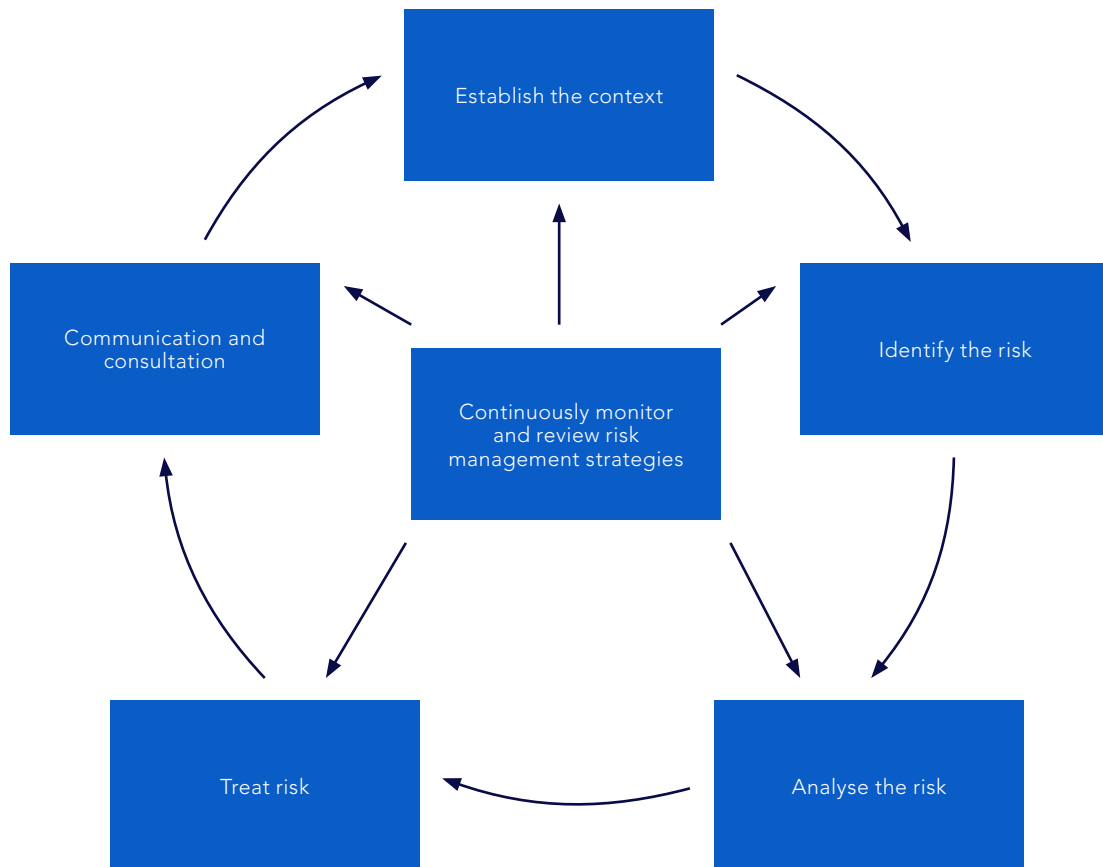 Establish the context
Communication and
consultation
Identify the risk
Continuously monitor
and review risk
management strategies
Treat risk
Analyse the risk